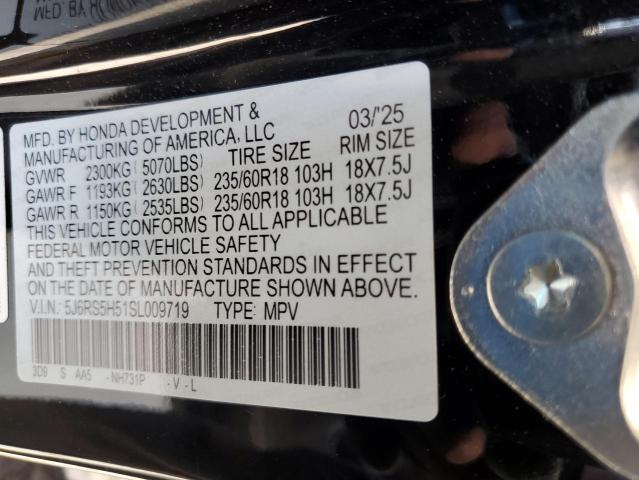 MFD. BY HONDA DEVELOPMENT & 03/'25
MANUFACTURING OF AMERICA, LLC
GVWR 2300KG(5070LBS) TIRE SIZE RIM SIZE
GAWR F 1193KG(2630LBS) 235/60R18 103H 18X7.5J
GAWR R 1150KG(2535LBS) 235/60R18 103H 18X7.5J
THIS VEHICLE CONFORMS TO ALL APPLICABLE
FEDERAL MOTOR VEHICLE SAFETY
AND THEFT PREVENTION STANDARDS IN EFFECT
ON THE DATE OF MANUFACTURE SHOWN ABOVE.
V.I.N.: 5J6RS5H51SL009719 TYPE: MPV
3D9 S AA5 -NH731P -V-L